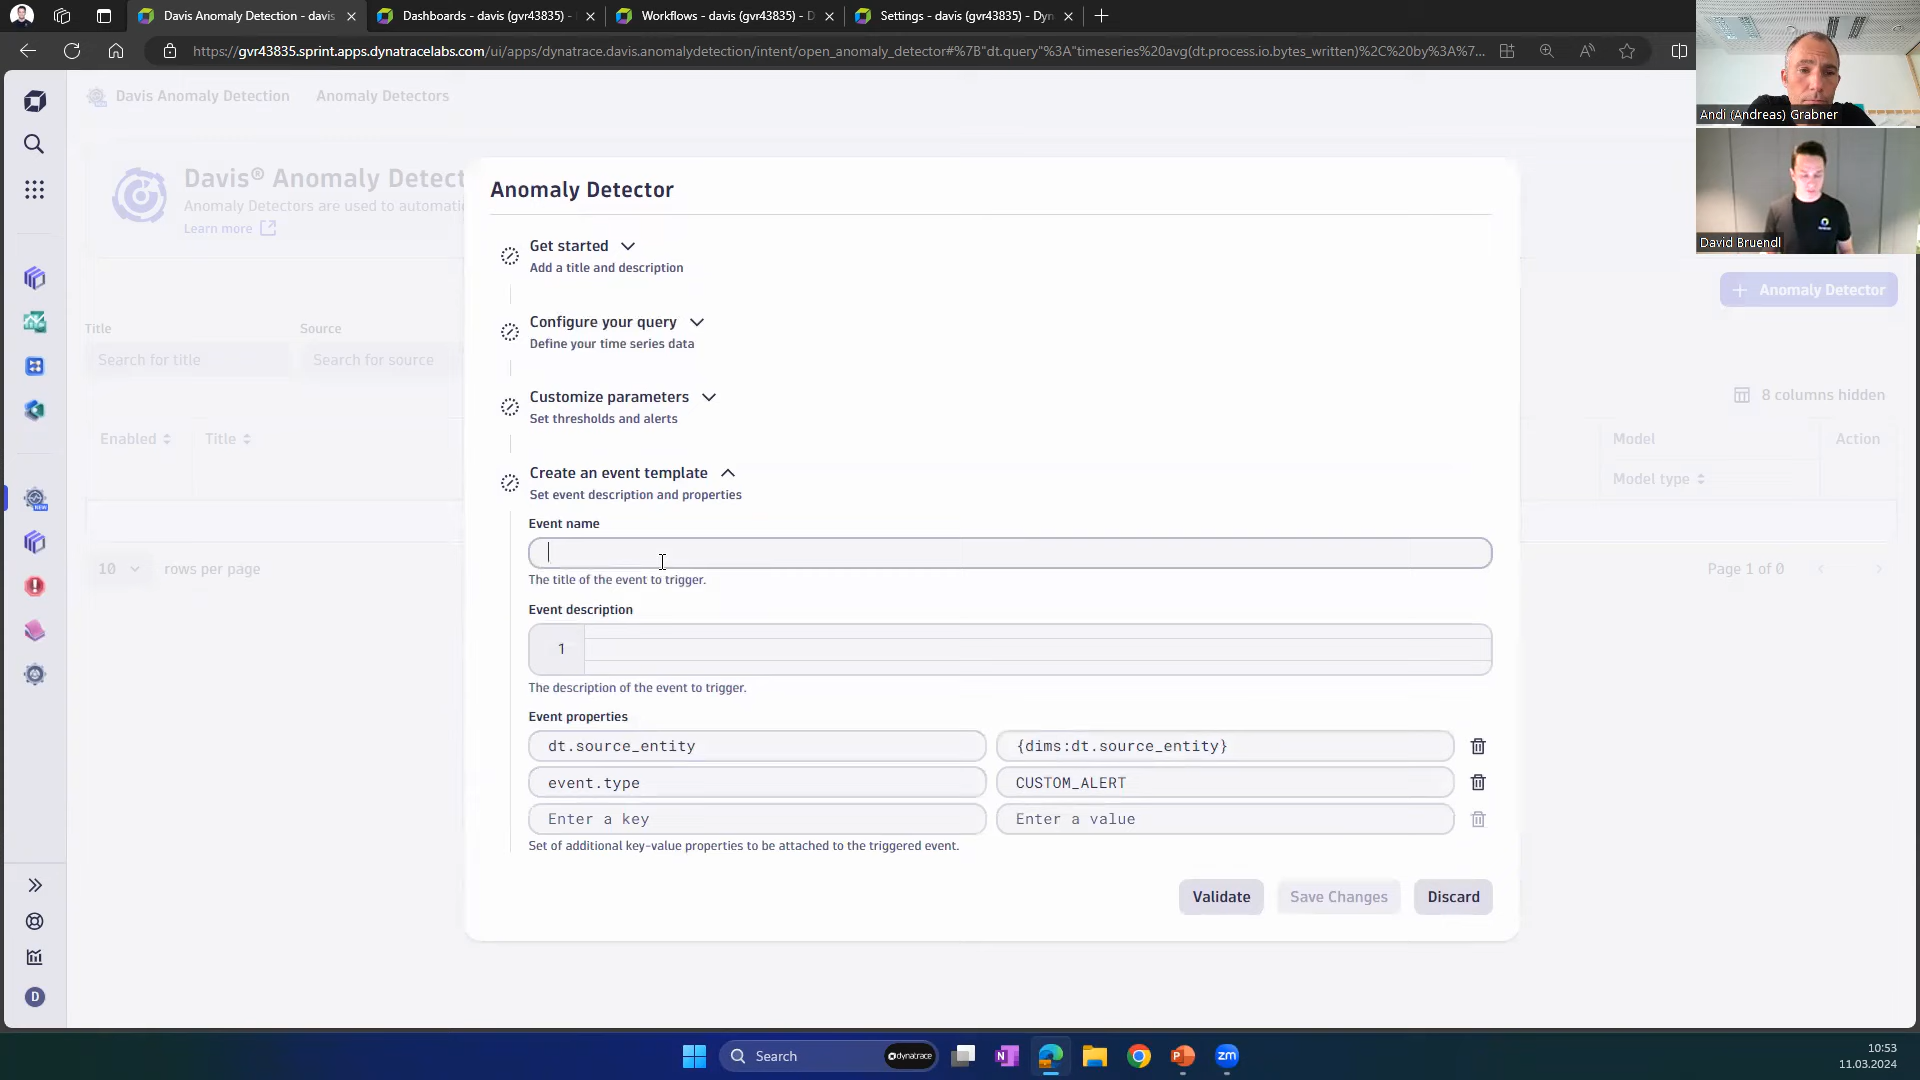 Davis Anomaly Detection - davis
Dashboards - davis (gvr43835) -
Workflows - davis (gvr43835) - D
Settings - davis (gvr43835) - Dyn
https://gvr43835.sprint.apps.dynatracelabs.com/ui/apps/dynatrace.davis.anomalydetection/intent/open_anomaly_detector#%7B"dt.query"%3A"timeseries%20avg(dt.process.io.bytes_written)%2C%20by%3A%7...
Andi (Andreas) Grabner
David Bruendl
Davis Anomaly Detection
Anomaly Detectors
Davis® Anomaly Detect
Anomaly Detectors are used to automatic
Learn more
+ Anomaly Detector
Title
Source
Search for title
Search for source
8 columns hidden
Enabled
Title
Model
Action
Model type
10
rows per page
Page 1 of 0
Anomaly Detector
Get started
Add a title and description
Configure your query
Define your time series data
Customize parameters
Set thresholds and alerts
Create an event template
Set event description and properties
Event name
The title of the event to trigger.
Event description
1
The description of the event to trigger.
Event properties
dt.source_entity
{dims:dt.source_entity}
event.type
CUSTOM_ALERT
Enter a key
Enter a value
Set of additional key-value properties to be attached to the triggered event.
Validate
Save Changes
Discard
NEW
D
Search
dynatrace
N
P
zm
10:53
11.03.2024